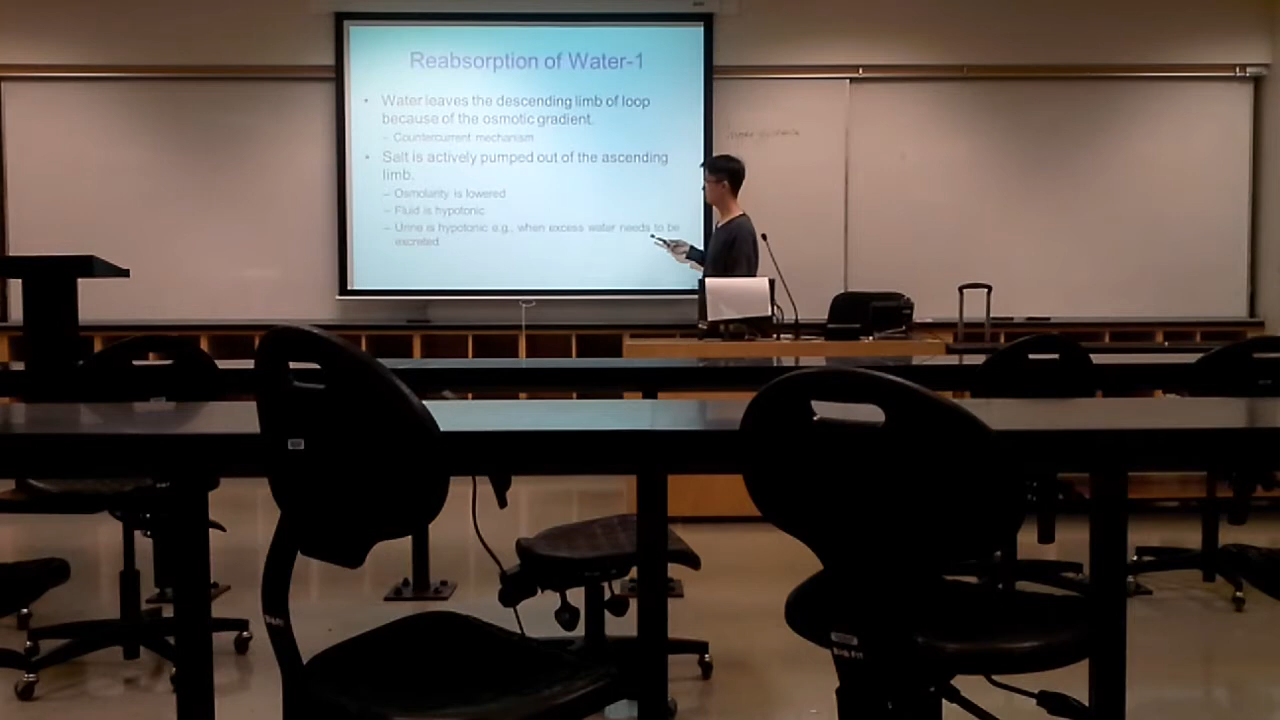 Reabsorption of Water-1
• Water leaves the descending limb of loop
because of the osmotic gradient.
– Countercurrent mechanism
• Salt is actively pumped out of the ascending
limb.
– Osmolarity is lowered
– Fluid is hypotonic
– Urine is hypotonic e.g., when excess water needs to be
excreted